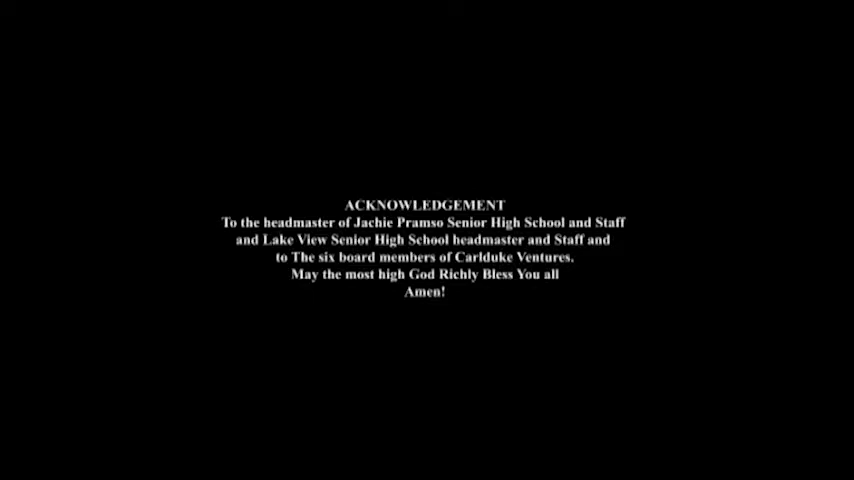 ACKNOWLEDGEMENT
To the headmaster of Jachie Pramso Senior High School and Staff
and Lake View Senior High School headmaster and Staff and
to The six board members of Carlduke Ventures.
May the most high God Richly Bless You all
Amen!